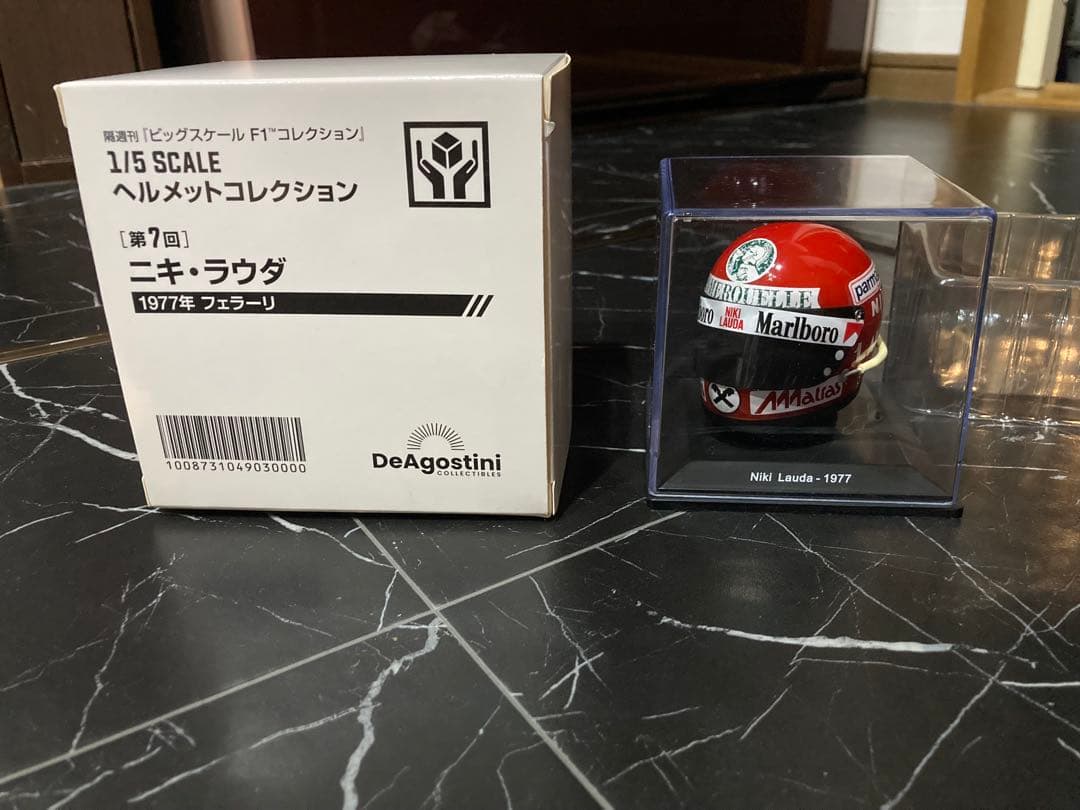 隔週刊『ビッグスケール F1™コレクション』
1/5 SCALE
ヘルメットコレクション
[第7回]
ニキ・ラウダ
1977年 フェラーリ
1008731049030000
DeAgostini
COLLECTIBLES
NIKI
LAUDA
Marlboro
Niki Lauda - 1977